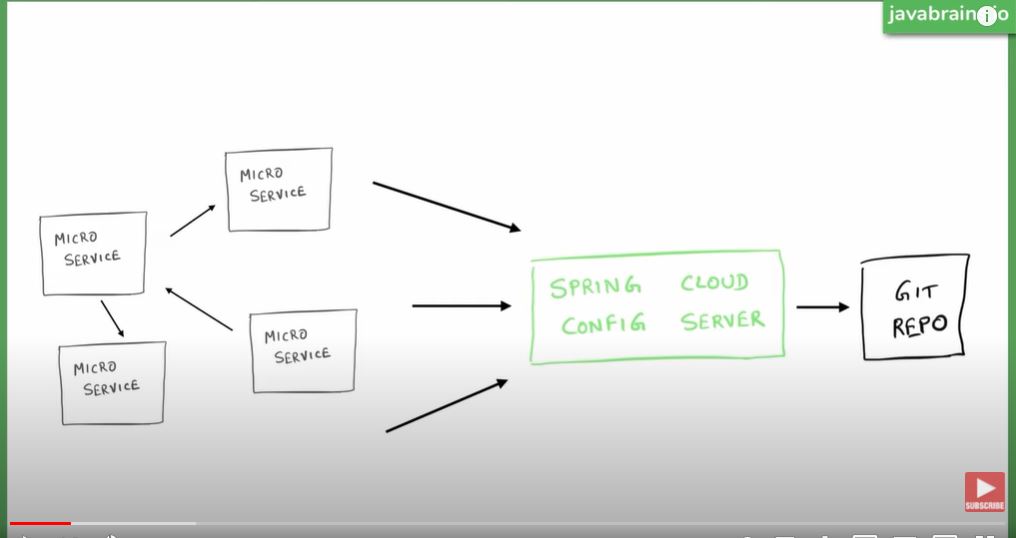 javabrain
io
MICRO
SERVICE
MICRO
SERVICE
MICRO
SERVICE
MICRO
SERVICE
SPRING CLOUD
CONFIG SERVER
GIT
REPO
SUBSCRIBE